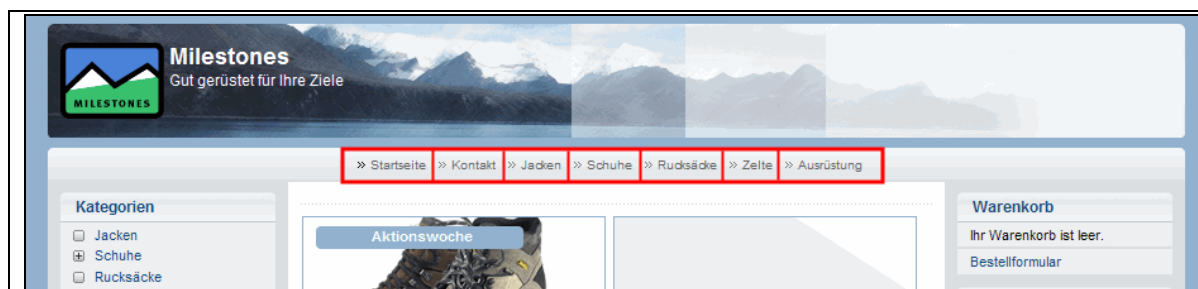 Milestones
Gut gerüstet für Ihre Ziele
MILESTONES
» Startseite » Kontakt » Jacken » Schuhe » Rucksäcke » Zelte » Ausrüstung
Kategorien
Jacken
Schuhe
Rucksäcke
Aktionswoche
Warenkorb
Ihr Warenkorb ist leer.
Bestellformular